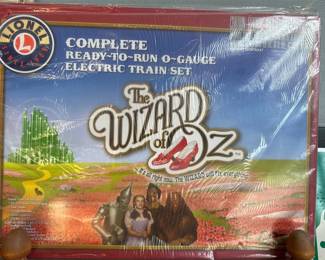 LIONEL
COMPLETE
READY-TO-RUN O-GAUGE
ELECTRIC TRAIN SET
The
WIZARD
of OZ